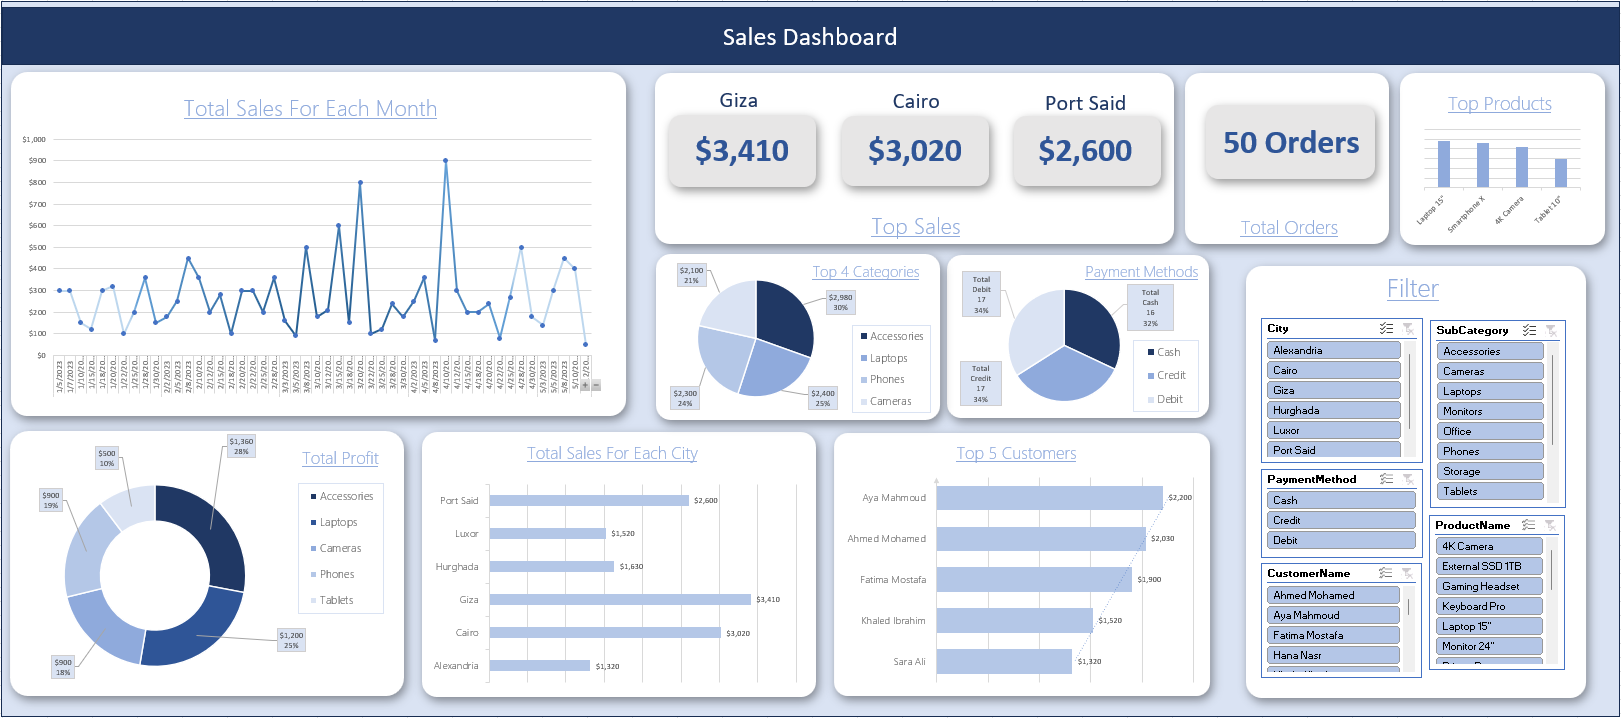 Sales Dashboard
Total Sales For Each Month
$1,000
$900
$800
$700
$600
$500
$400
$300
$200
$100
$0
1/5/2023
1/7/2023
Giza
Cairo
Port Said
$3,410
$3,020
$2,600
Top Sales
50 Orders
Total Orders
Top Products
Laptop 15"
Smartphone X
4K Camera
Tablet 10"
Top 4 Categories
$2,100
21%
$2,980
30%
$2,300
24%
$2,400
25%
Accessories
Laptops
Phones
Cameras
Payment Methods
Total
Debit
17
34%
Total
Cash
16
32%
Total
Credit
17
34%
Cash
Credit
Debit
Total Profit
$1,360
28%
$500
10%
$900
19%
$900
18%
$1,200
25%
Accessories
Laptops
Cameras
Phones
Tablets
Total Sales For Each City
Port Said
$2,600
Luxor
$1,520
Hurghada
$1,630
Giza
$3,410
Cairo
$3,020
Alexandria
$1,320
Top 5 Customers
Aya Mahmoud
$2,200
Ahmed Mohamed
$2,030
Fatima Mostafa
$1,900
Khaled Ibrahim
$1,520
Sara Ali
$1,320
Filter
City
Alexandria
Cairo
Giza
Hurghada
Luxor
Port Said
PaymentMethod
Cash
Credit
Debit
CustomerName
Ahmed Mohamed
Aya Mahmoud
Fatima Mostafa
Hana Nasr
SubCategory
Accessories
Cameras
Laptops
Monitors
Office
Phones
Storage
Tablets
ProductName
4K Camera
External SSD 1TB
Gaming Headset
Keyboard Pro
Laptop 15"
Monitor 24"